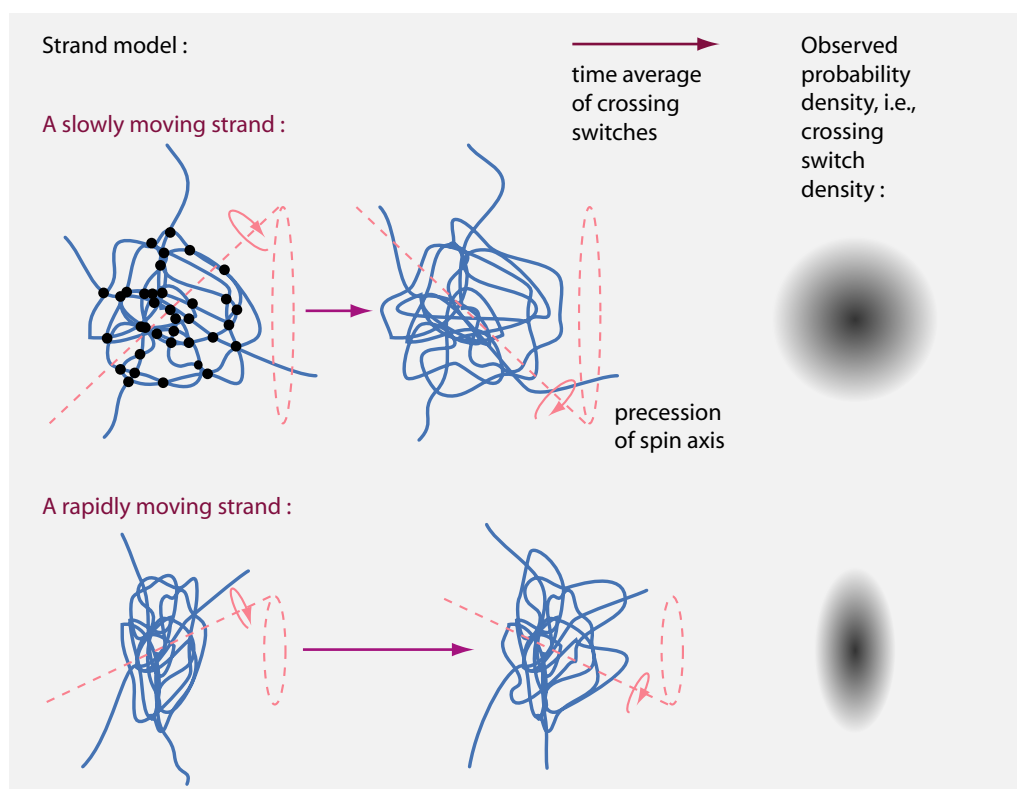 Strand model :
time average
of crossing
switches
Observed
probability
density, i.e.,
crossing
switch
density :
A slowly moving strand :
precession
of spin axis
A rapidly moving strand :